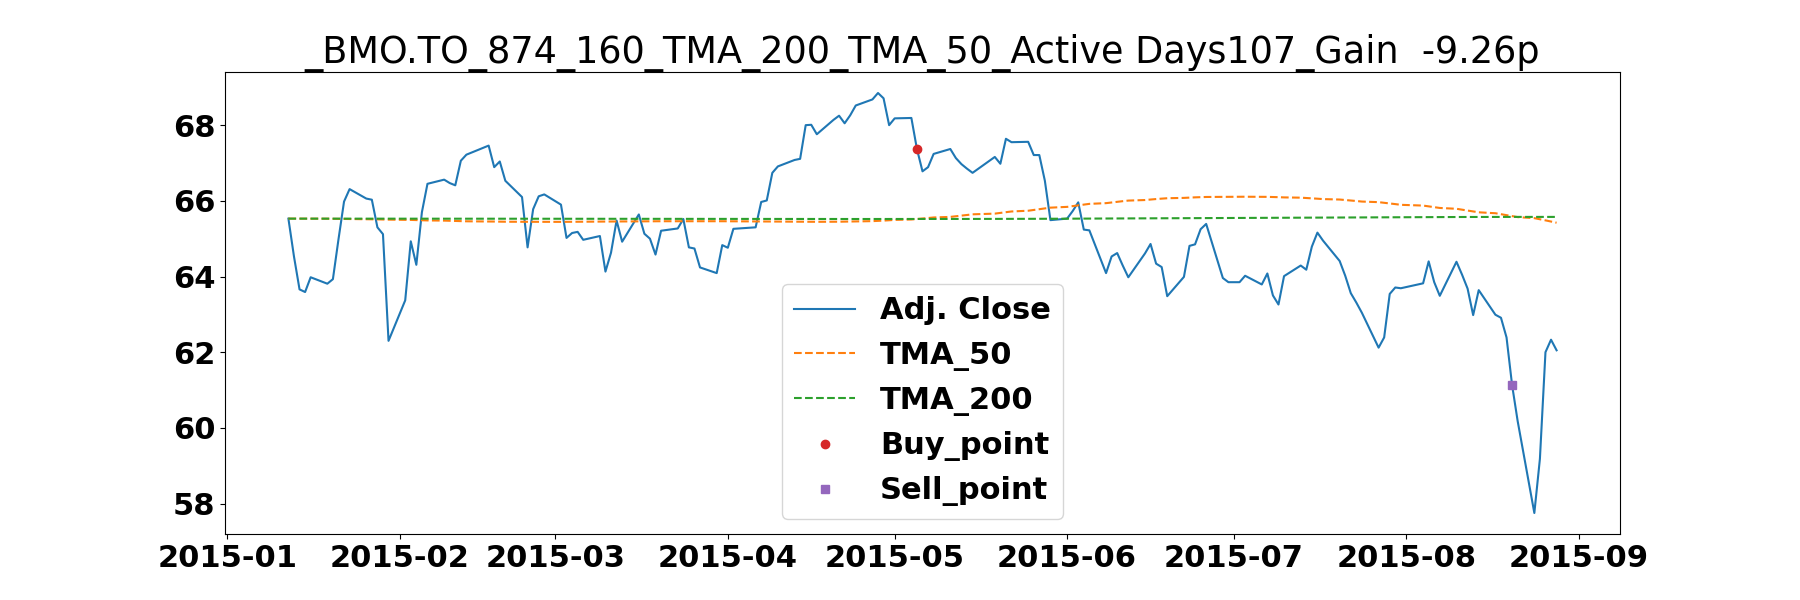 _BMO.TO_874_160_TMA_200_TMA_50_Active Days107_Gain  -9.26p
68
66
64
62
60
58
Adj. Close
TMA_50
TMA_200
Buy_point
Sell_point
2015-01 2015-02 2015-03 2015-04 2015-05 2015-06 2015-07 2015-08 2015-09